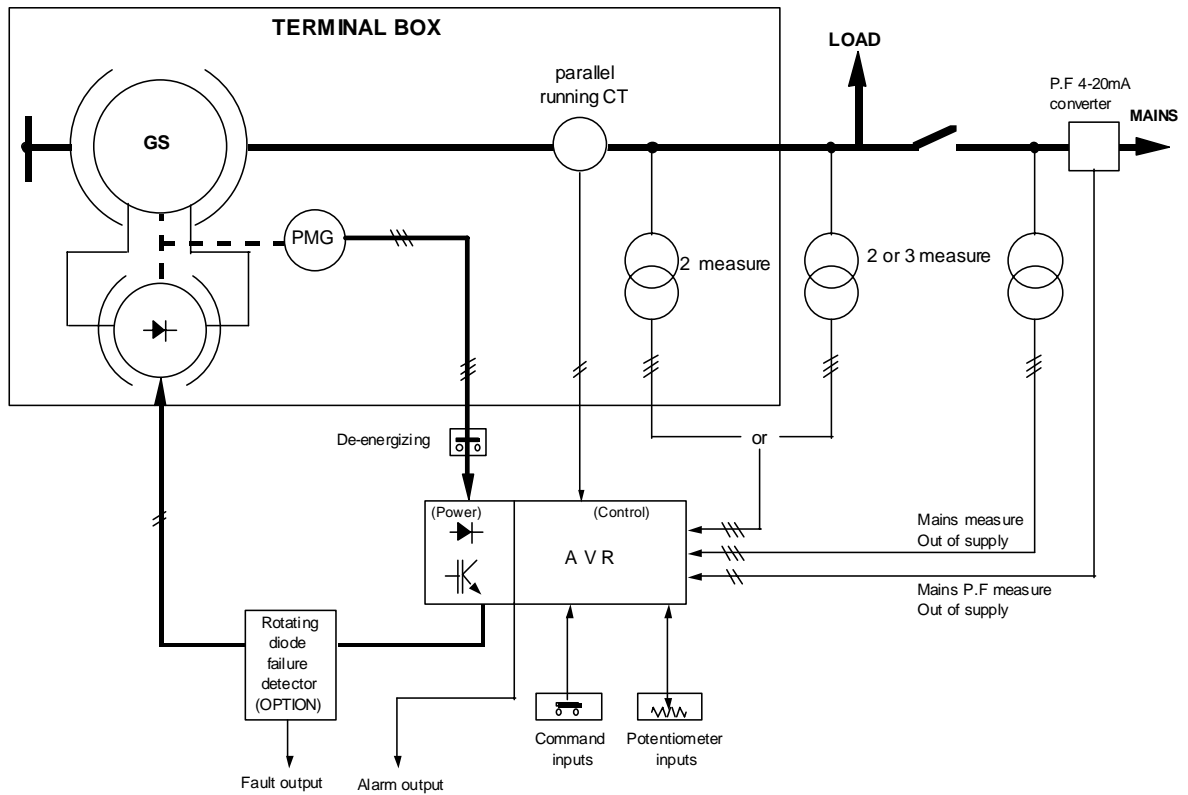 TERMINAL BOX
LOAD
parallel
running CT
P.F 4-20mA
converter
MAINS
GS
PMG
2 measure
2 or 3 measure
De-energizing
or
(Power)
(Control)
A V R
Mains measure
Out of supply
Mains P.F measure
Out of supply
Rotating
diode
failure
detector
(OPTION)
Command
inputs
Potentiometer
inputs
Fault output
Alarm output